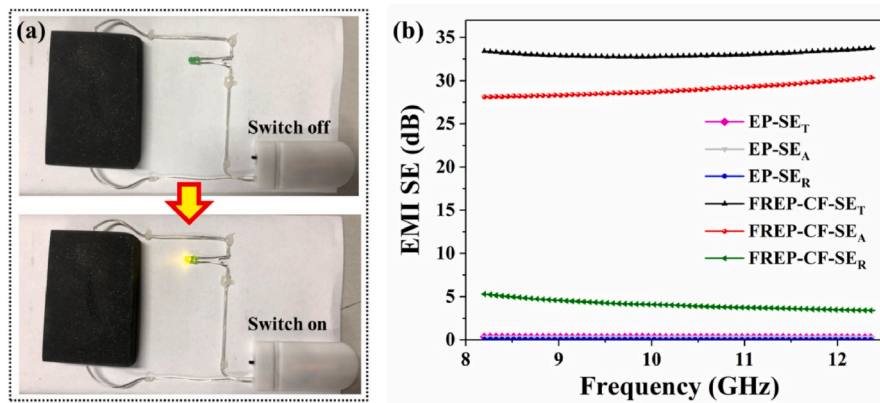 (a)
Switch off
Switch on
(b)
EMI SE (dB)
35
30
25
20
15
10
5
0
EP-SE_T
EP-SE_A
EP-SE_R
FREP-CF-SE_T
FREP-CF-SE_A
FREP-CF-SE_R
8 9 10 11 12
Frequency (GHz)